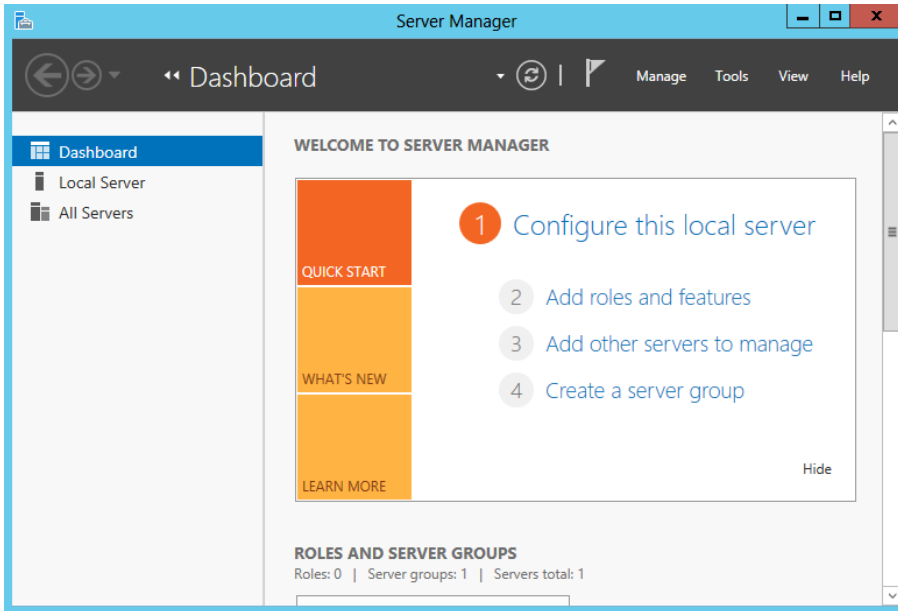 Server Manager
Dashboard
Manage Tools View Help
Dashboard
Local Server
All Servers
WELCOME TO SERVER MANAGER
QUICK START
WHAT'S NEW
LEARN MORE
1 Configure this local server
2 Add roles and features
3 Add other servers to manage
4 Create a server group
Hide
ROLES AND SERVER GROUPS
Roles: 0 | Server groups: 1 | Servers total: 1